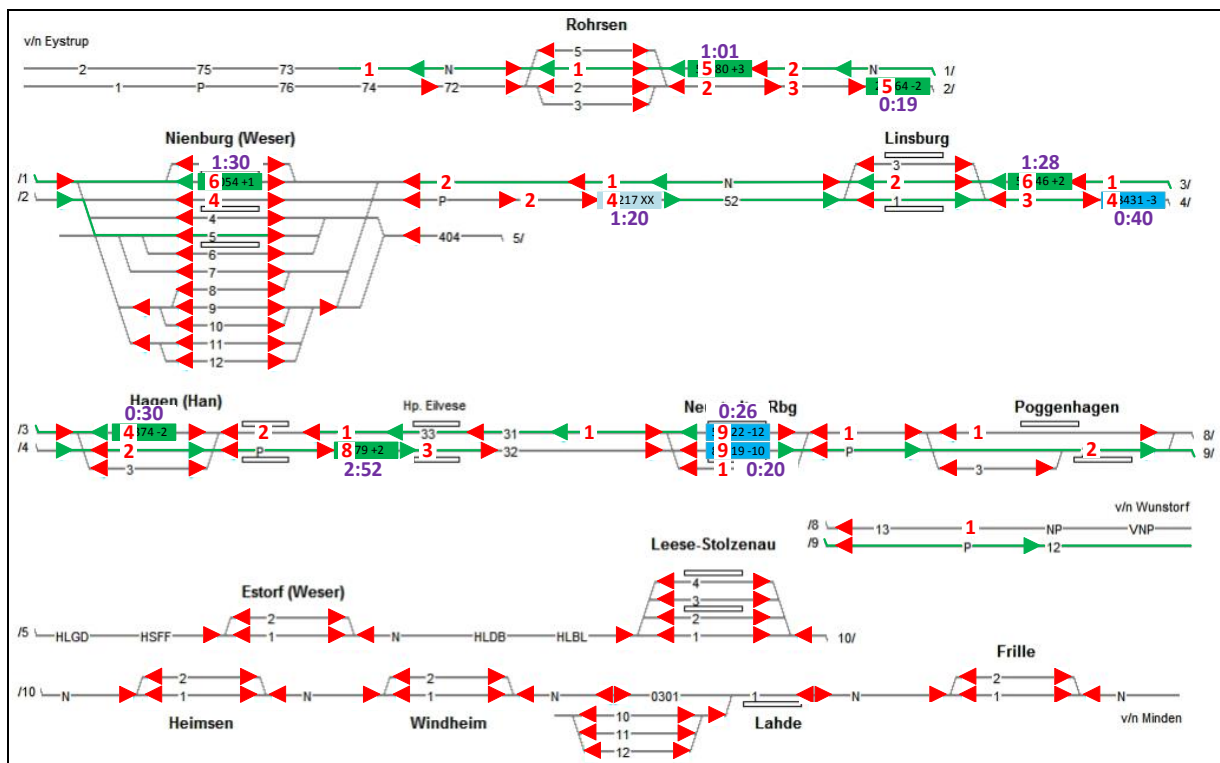 Rohrsen
v/n Eystrup
5
1:01
2 75 73 1 N 1 5 80 +3 2 N 1/
1 P 76 74 72 2 2 3 5 64 -2 2/
3
0:19
Nienburg (Weser)
Linsburg
1:30
3
1:28
/1 6 354 +1 2 1 N 2 6 46 +2 1 3/
/2 4 P 2 4 217 XX 52 1 3 4 3431 -3 4/
4
1:20
0:40
5 404 5/
6
7
8
9
10
11
12
Hagen (Han)
0:30
Hp. Eilvese
Ne Rbg
0:26
Poggenhagen
/3 4 374 -2 2 1 33 31 1 9 22 -12 1 1 8/
/4 2 P 8 79 +2 3 32 9 19 -10 P 2 9/
3
2:52
1
0:20
3
v/n Wunstorf
/8 13 1 NP VNP
/9 P 12
Leese-Stolzenau
4
3
Estorf (Weser)
2
2
/5 HLGD HSFF 1 N HLDB HLBL 1 10/
Frille
2
2
2
/10 N 1 N 1 N 0301 1 N 1 N
Heimsen
Windheim
10
Lahde
v/n Minden
11
12